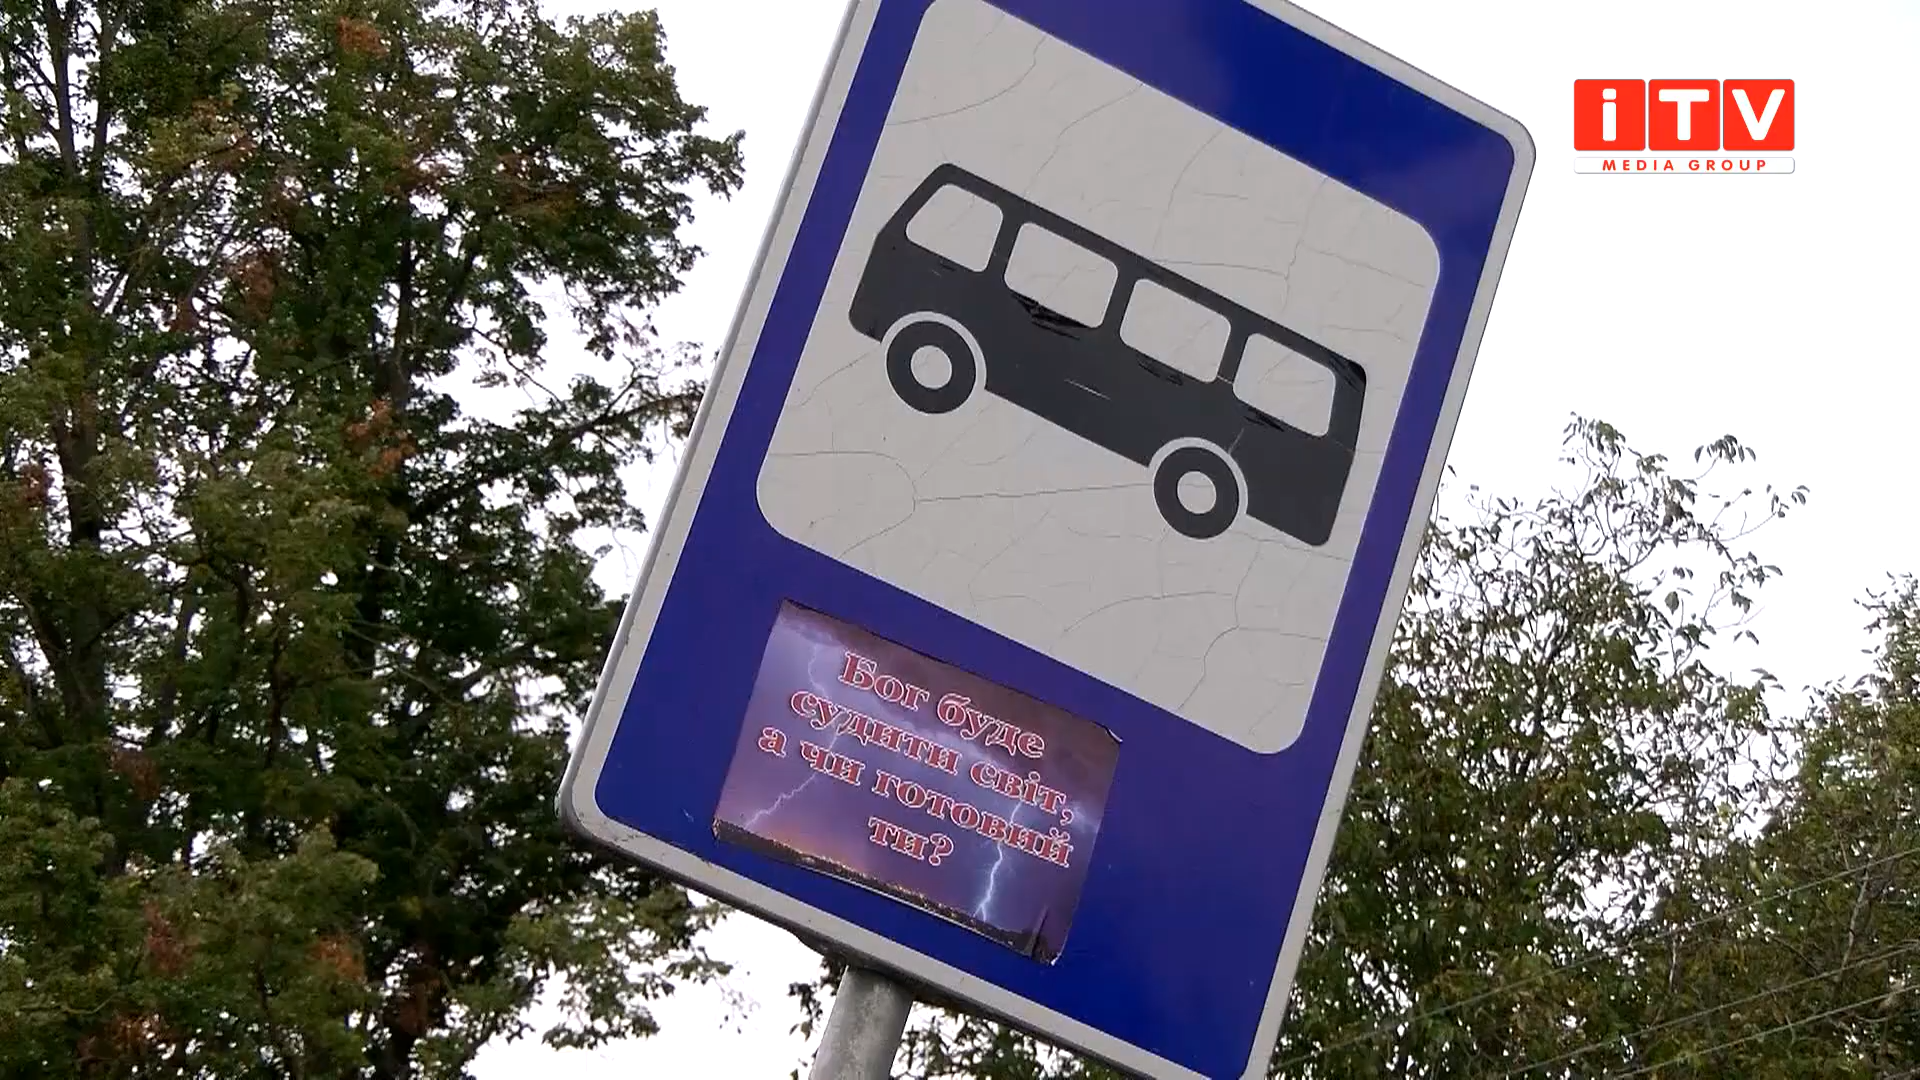 iTV
MEDIA GROUP
Бог буде
судити світ,
а чи готовий
ти?